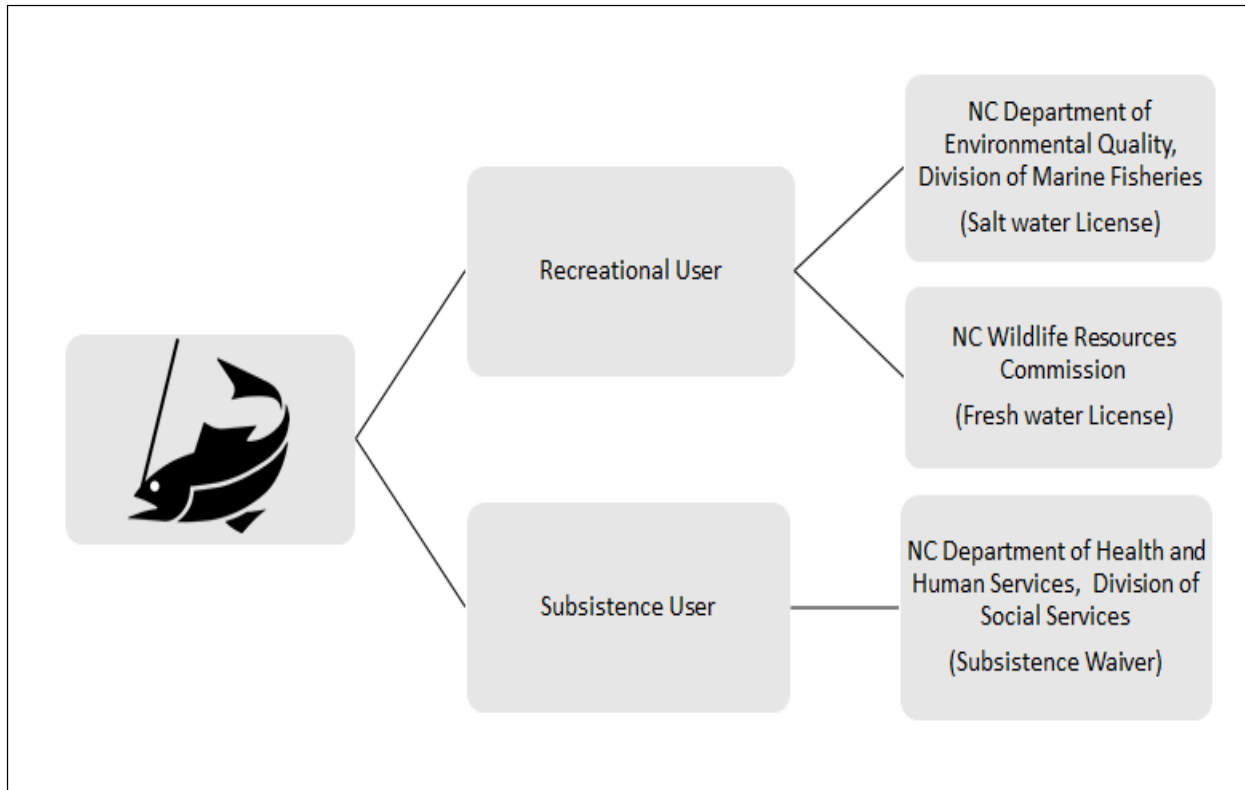 NC Department of
Environmental Quality,
Division of Marine Fisheries
(Salt water License)
Recreational User
NC Wildlife Resources
Commission
(Fresh water License)
Subsistence User
NC Department of Health and
Human Services, Division of
Social Services
(Subsistence Waiver)